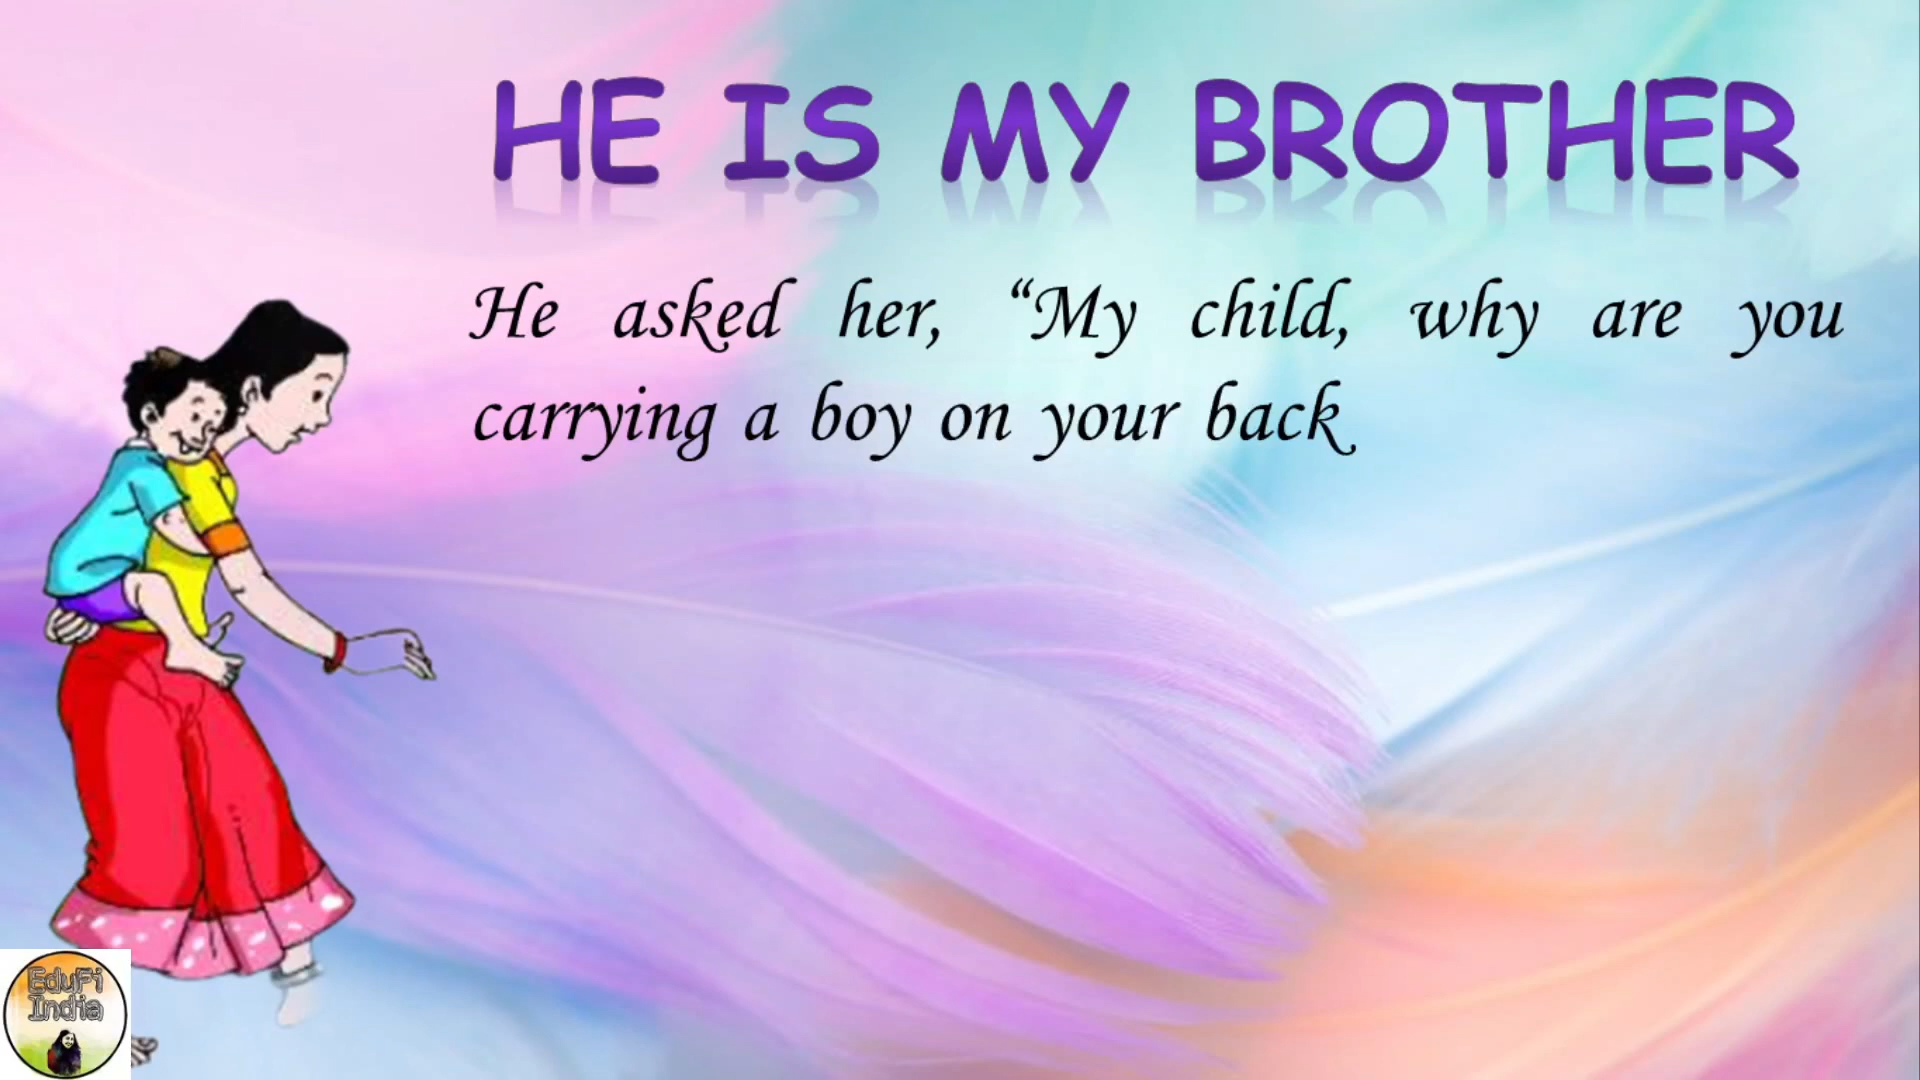 HE IS MY BROTHER
He asked her, “My child, why are you
carrying a boy on your back
EduFi
India